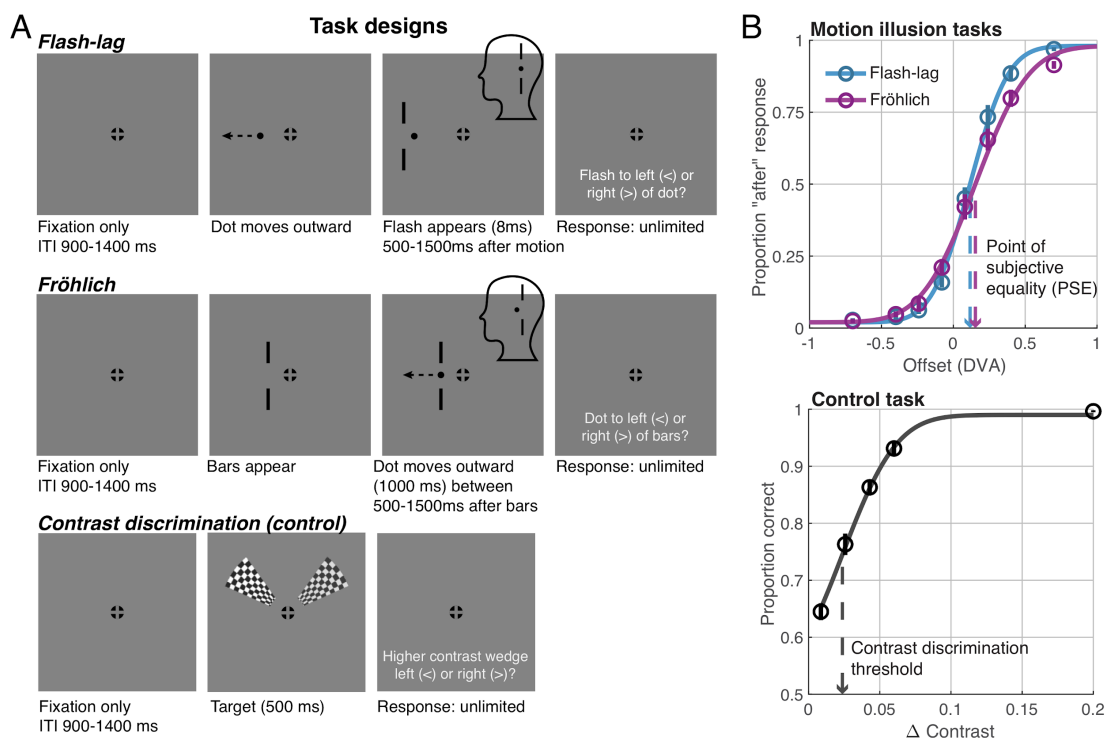 A
Task designs
Flash-lag
Flash to left (<) or
right (>) of dot?
Fixation only
ITI 900-1400 ms
Dot moves outward
Flash appears (8ms)
500-1500ms after motion
Response: unlimited
Fröhlich
Dot to left (<) or
right (>) of bars?
Fixation only
ITI 900-1400 ms
Bars appear
Dot moves outward
(1000 ms) between
500-1500ms after bars
Response: unlimited
Contrast discrimination (control)
Higher contrast wedge
left (<) or right (>)?
Fixation only
ITI 900-1400 ms
Target (500 ms)
Response: unlimited
B
Motion illusion tasks
Proportion "after" response
1
0.75
0.5
0.25
0
Flash-lag
Fröhlich
Point of
subjective
equality (PSE)
-1
-0.5
0
0.5
1
Offset (DVA)
Control task
Proportion correct
1
0.9
0.8
0.7
0.6
0.5
Contrast discrimination
threshold
0
0.05
0.1
0.15
0.2
Δ Contrast